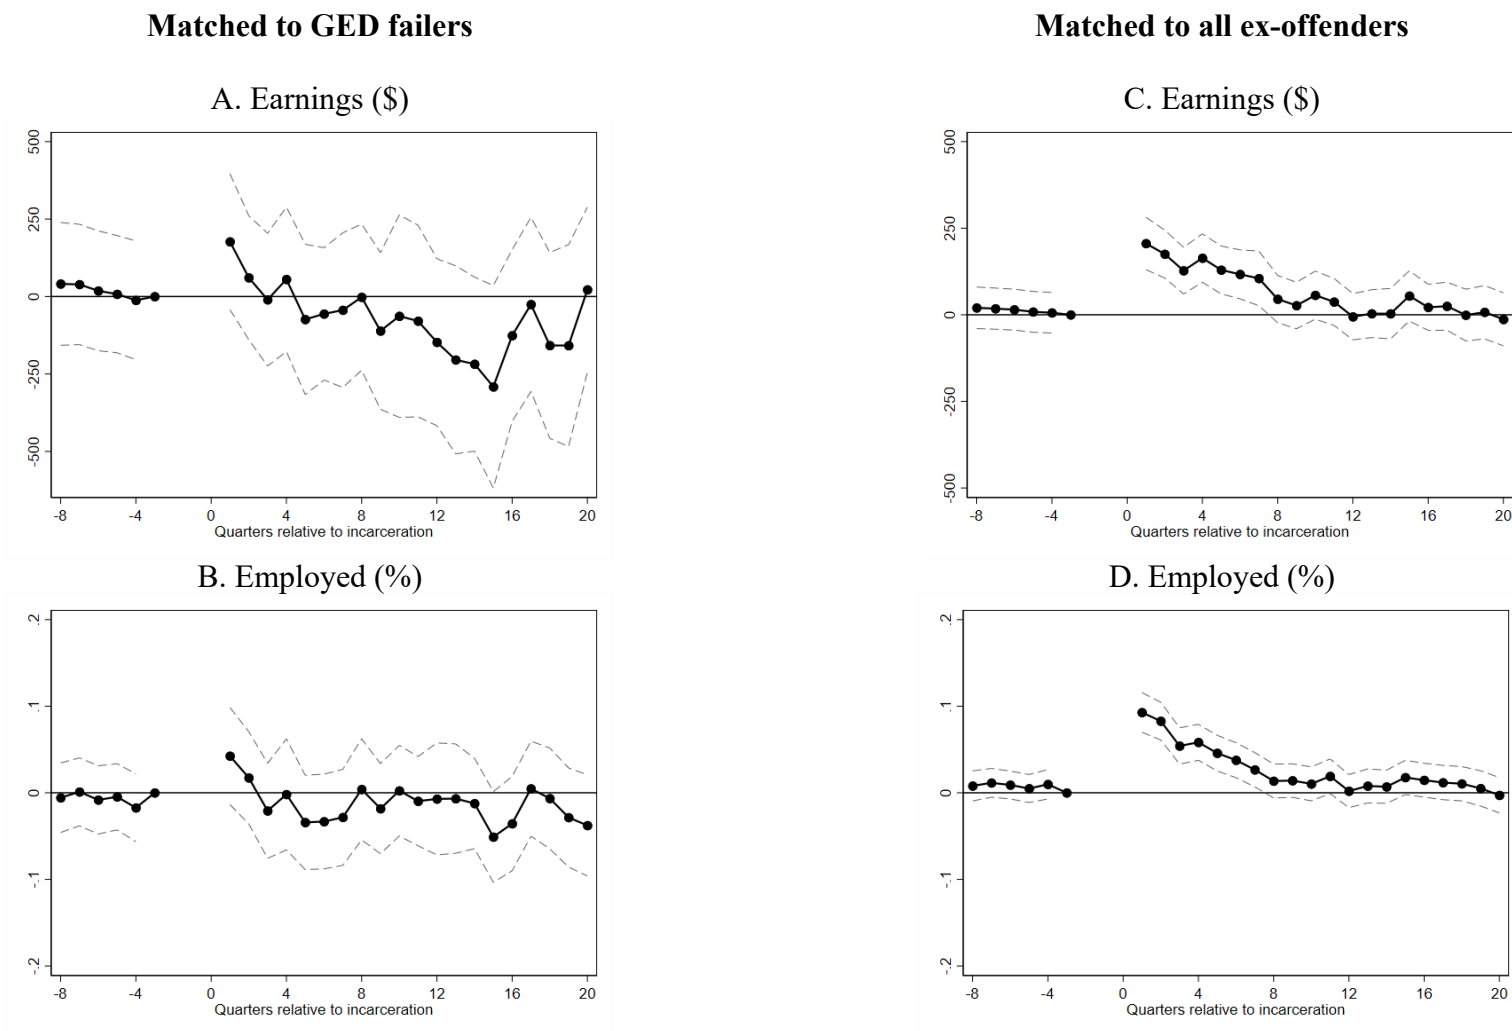 Matched to GED failers
Matched to all ex-offenders
A. Earnings ($)
500
250
0
-250
-500
-8 -4 0 4 8 12 16 20
Quarters relative to incarceration
C. Earnings ($)
500
250
0
-250
-500
-8 -4 0 4 8 12 16 20
Quarters relative to incarceration
B. Employed (%)
.2
.1
0
-.1
-.2
-8 -4 0 4 8 12 16 20
Quarters relative to incarceration
D. Employed (%)
.2
.1
0
-.1
-.2
-8 -4 0 4 8 12 16 20
Quarters relative to incarceration